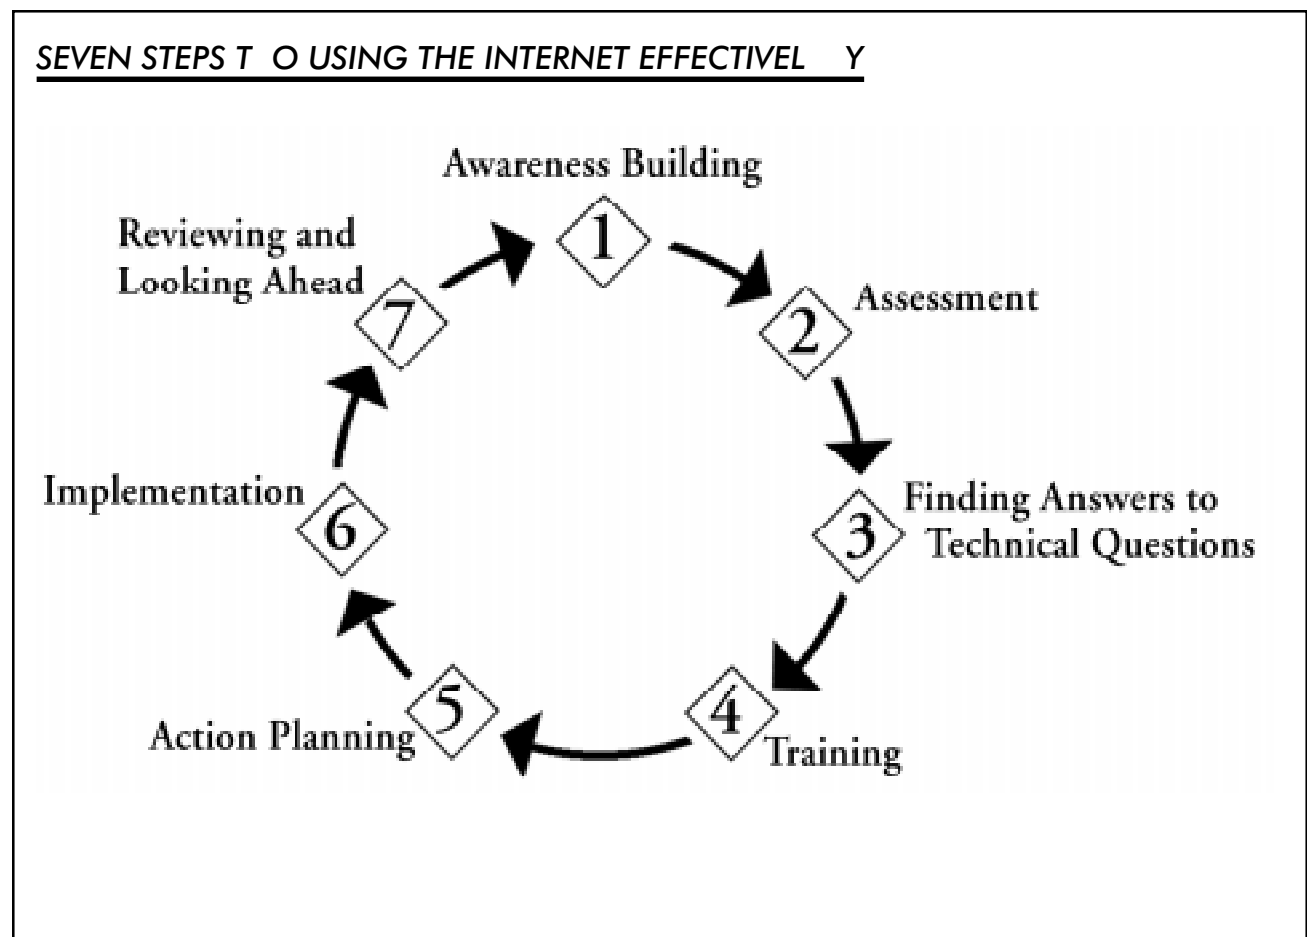 SEVEN STEPS T O USING THE INTERNET EFFECTIVEL Y
Awareness Building
1
Assessment
2
Finding Answers to
Technical Questions
3
Training
4
Action Planning
5
Implementation
6
Reviewing and
Looking Ahead
7